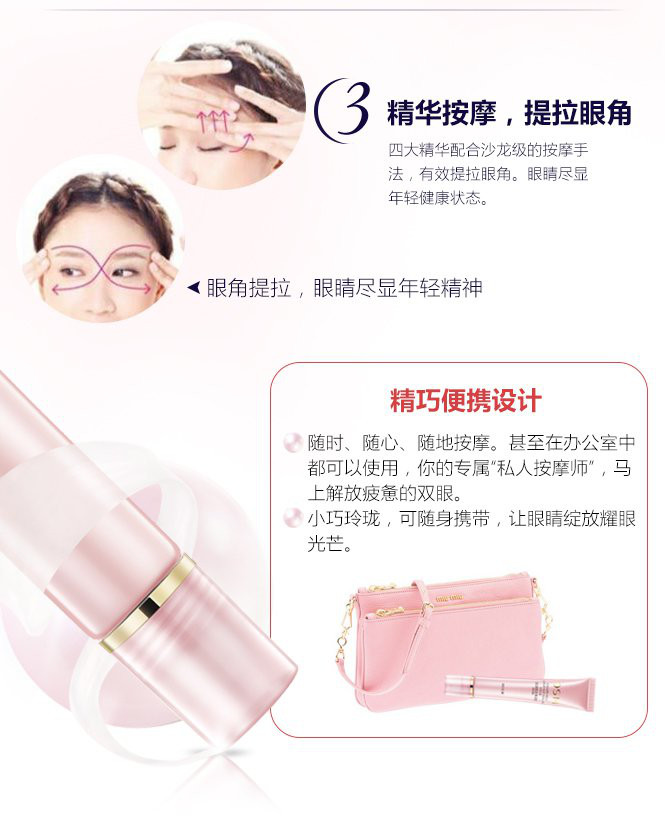 3 精华按摩，提拉眼角
四大精华配合沙龙级的按摩手
法，有效提拉眼角。眼睛尽显
年轻健康状态。
眼角提拉，眼睛尽显年轻精神
精巧便携设计
随时、随心、随地按摩。甚至在办公室中
都可以使用，你的专属“私人按摩师”，马
上解放疲惫的双眼。
小巧玲珑，可随身携带，让眼睛绽放耀眼
光芒。